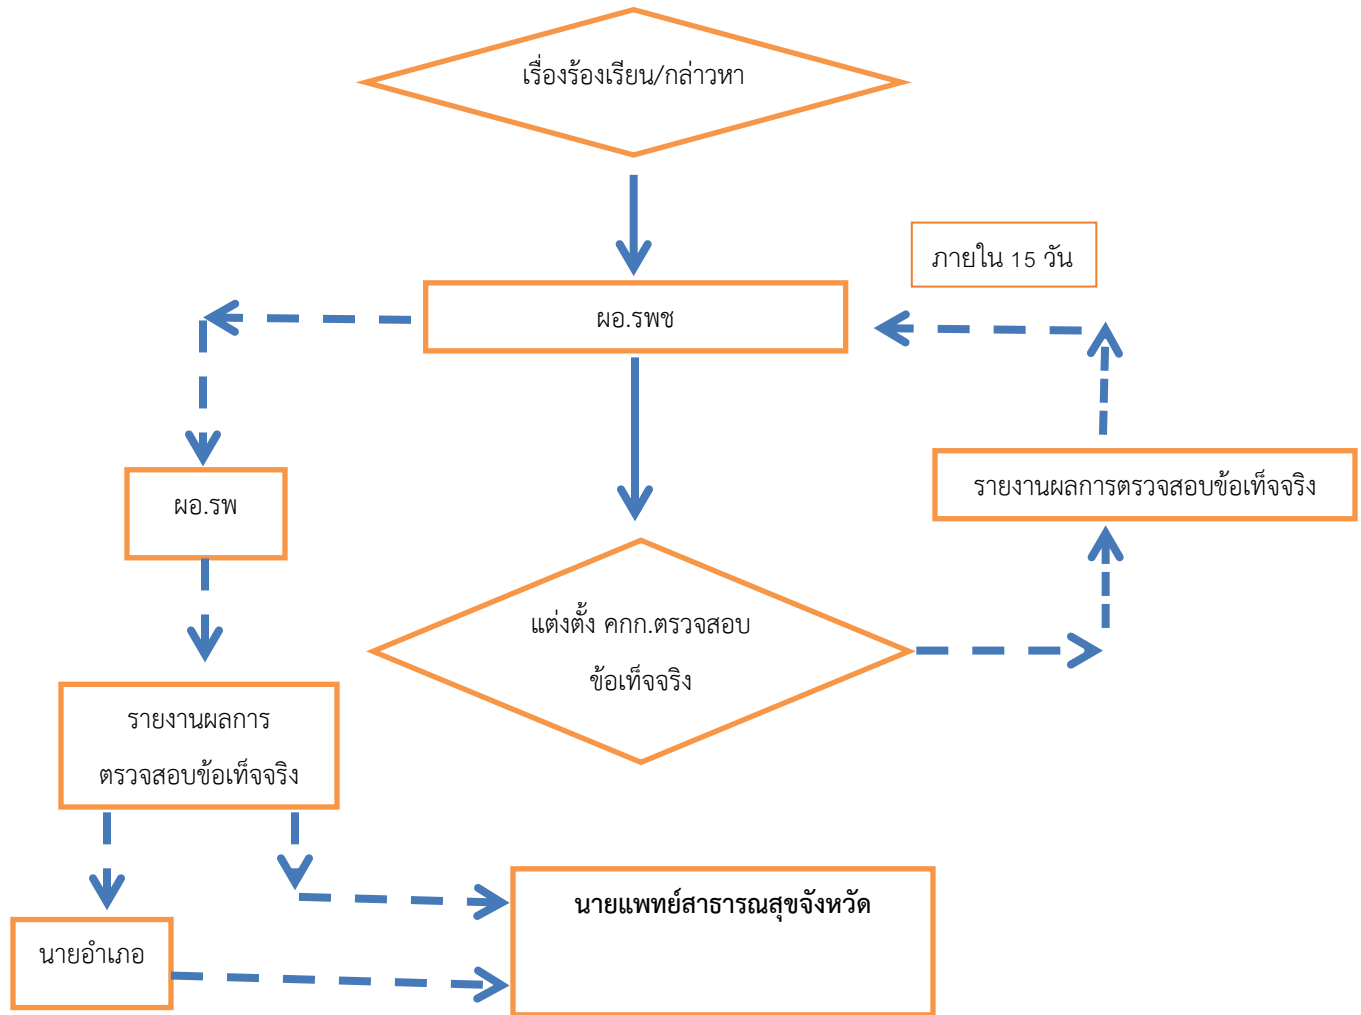 เรื่องร้องเรียน/กล่าวหา
ภายใน 15 วัน
ผอ.รพช
รายงานผลการตรวจสอบข้อเท็จจริง
ผอ.รพ
แต่งตั้ง คกก.ตรวจสอบ
ข้อเท็จจริง
รายงานผลการ
ตรวจสอบข้อเท็จจริง
นายแพทย์สาธารณสุขจังหวัด
นายอำเภอ